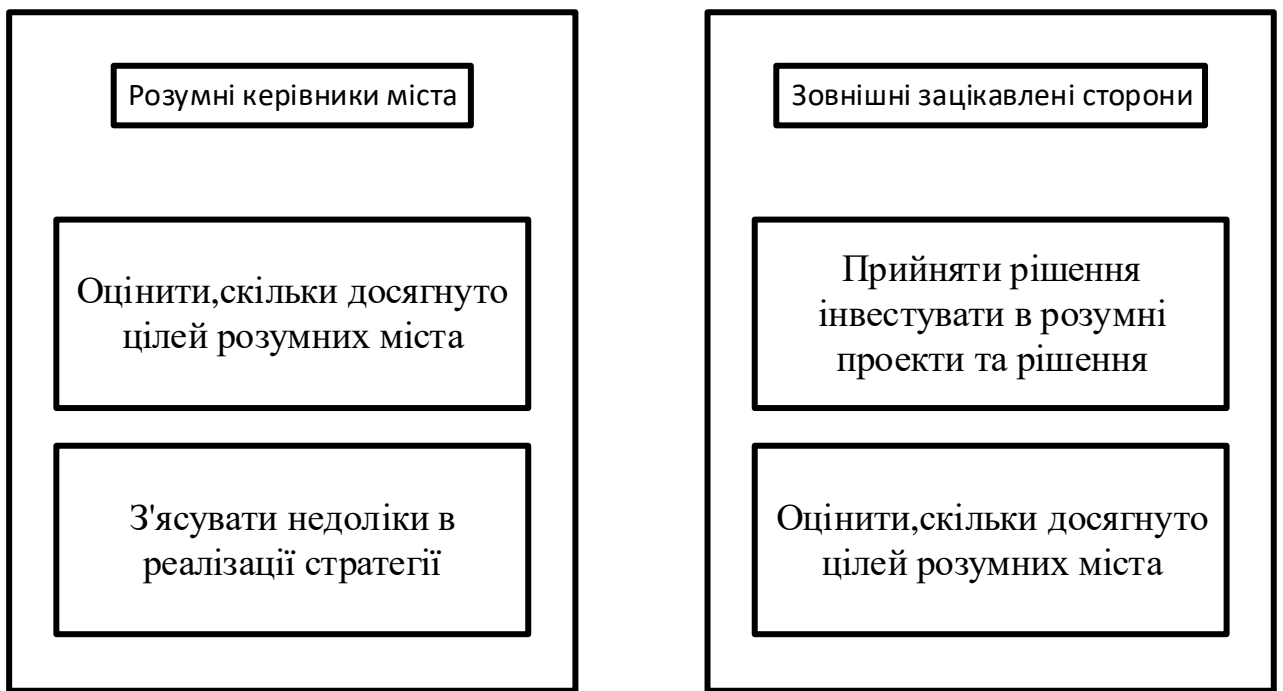 Розумні керівники міста
Оцінити,скільки досягнуто
цілей розумних міста
З'ясувати недоліки в
реалізації стратегії
Зовнішні зацікавлені сторони
Прийняти рішення
інвестувати в розумні
проекти та рішення
Оцінити,скільки досягнуто
цілей розумних міста